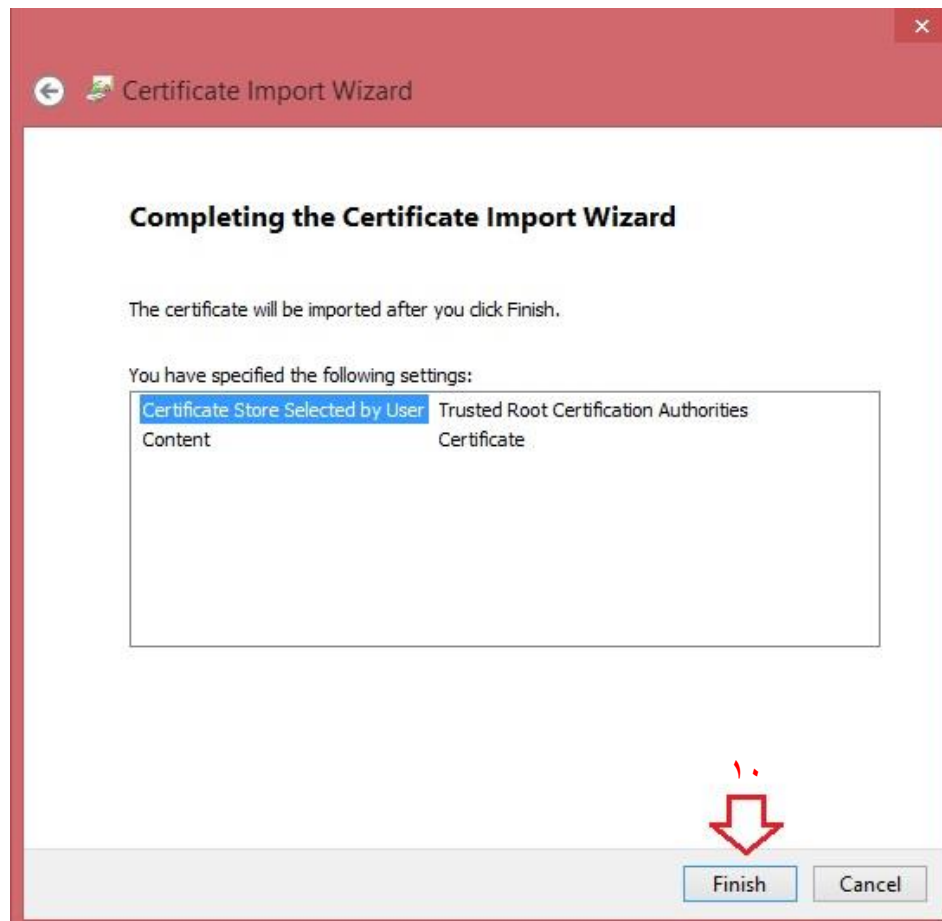 Certificate Import Wizard
Completing the Certificate Import Wizard
The certificate will be imported after you click Finish.
You have specified the following settings:
Certificate Store Selected by User Trusted Root Certification Authorities
Content Certificate
۱۰
Finish Cancel